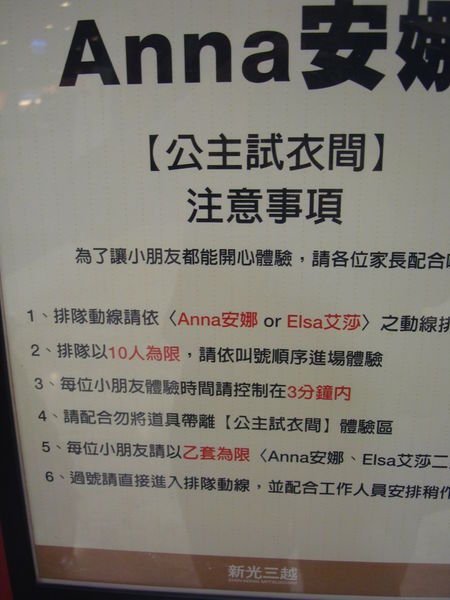 Anna安娜
【公主試衣間】
注意事項
為了讓小朋友都能開心體驗，請各位家長配合
1、排隊動線請依〈Anna安娜 or Elsa艾莎〉之動線排
2、排隊以10人為限，請依叫號順序進場體驗
3、每位小朋友體驗時間請控制在3分鐘內
4、請配合勿將道具帶離【公主試衣間】體驗區
5、每位小朋友請以乙套為限〈Anna安娜、Elsa艾莎二
6、過號請直接進入排隊動線，並配合工作人員安排稍作
新光三越
SHIN KONG MITSUKOSHI